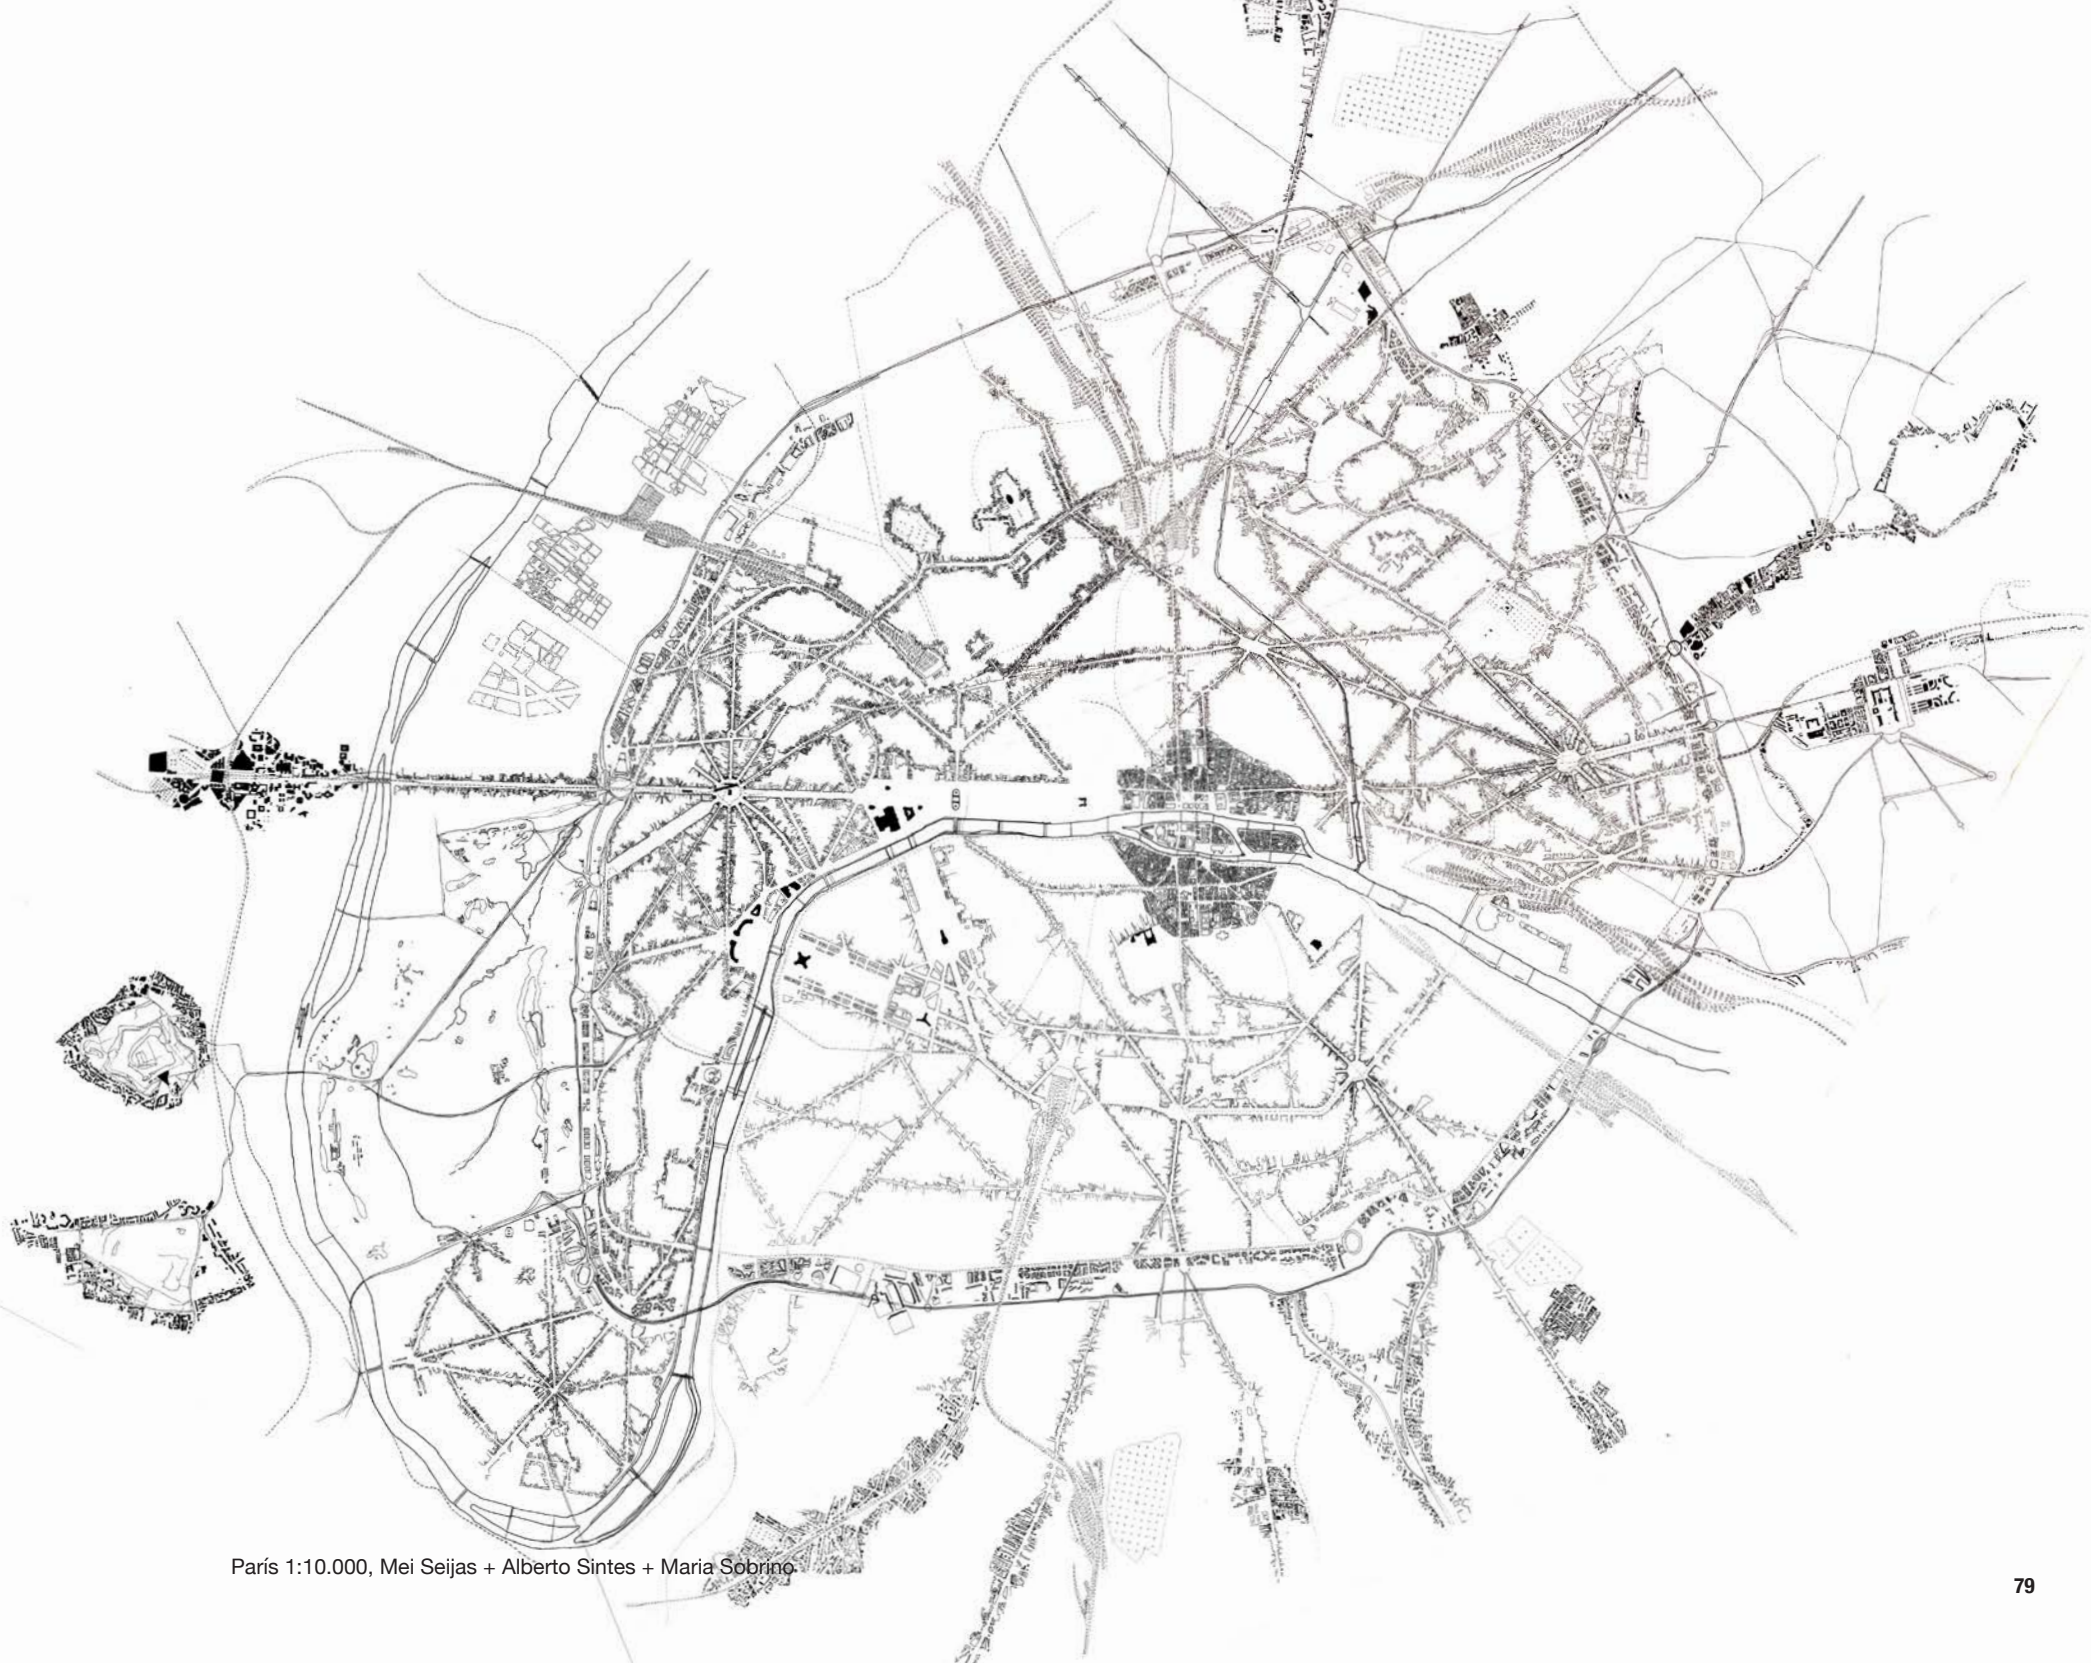 París 1:10.000, Mei Seijas + Alberto Sintes + Maria Sobrino
79